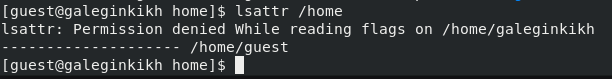 [guest@galeginkikh home]$ lsattr /home
lsattr: Permission denied While reading flags on /home/galeginkikh
-------------------- /home/guest
[guest@galeginkikh home]$